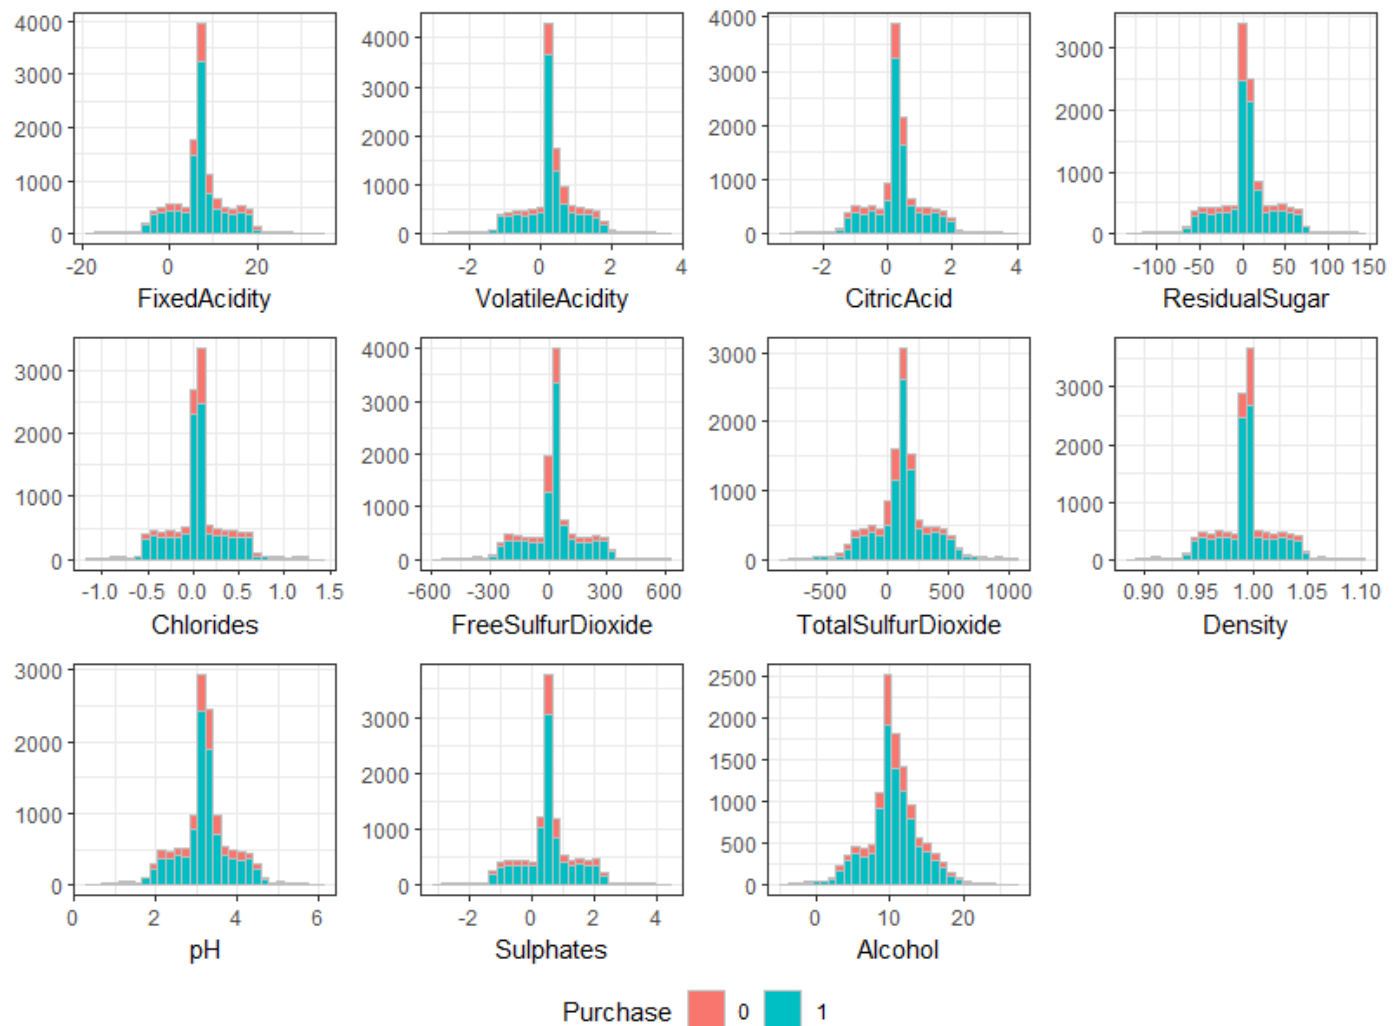 4000
3000
2000
1000
0
-20 0 20
FixedAcidity
4000
3000
2000
1000
0
-2 0 2 4
VolatileAcidity
4000
3000
2000
1000
0
-2 0 2 4
CitricAcid
3000
2000
1000
0
-100 -50 0 50 100 150
ResidualSugar
3000
2000
1000
0
-1.0 -0.5 0.0 0.5 1.0 1.5
Chlorides
4000
3000
2000
1000
0
-600 -300 0 300 600
FreeSulfurDioxide
3000
2000
1000
0
-500 0 500 1000
TotalSulfurDioxide
3000
2000
1000
0
0.90 0.95 1.00 1.05 1.10
Density
3000
2000
1000
0
0 2 4 6
pH
3000
2000
1000
0
-2 0 2 4
Sulphates
2500
2000
1500
1000
500
0
0 10 20
Alcohol
Purchase 0 1